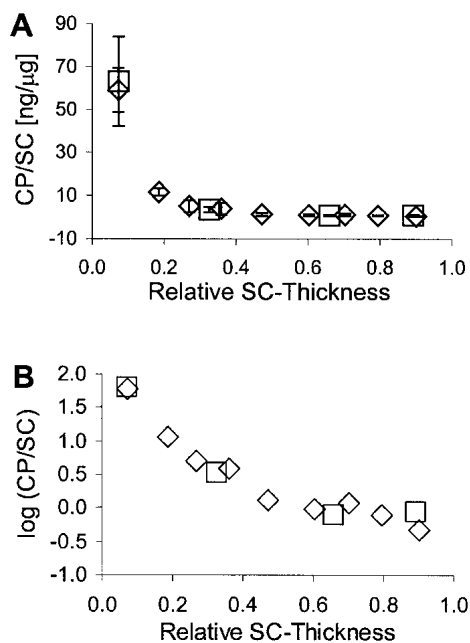 A
CP/SC [ng/µg]
90
70
50
30
10
-10
0.0 0.2 0.4 0.6 0.8 1.0
Relative SC-Thickness
B
log (CP/SC)
2.0
1.5
1.0
0.5
0.0
-0.5
-1.0
0.0 0.2 0.4 0.6 0.8 1.0
Relative SC-Thickness